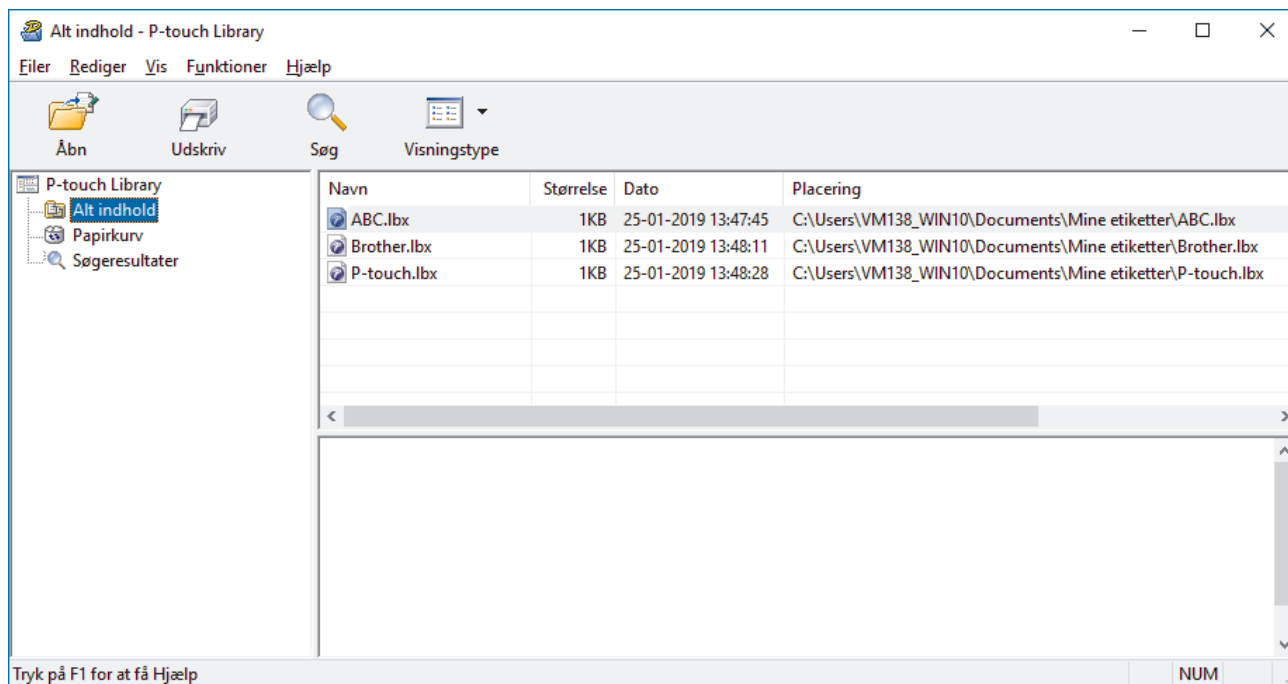 Alt indhold - P-touch Library
Filer Rediger Vis Funktioner Hjælp
Åbn Udskriv Søg Visningstype
P-touch Library
Alt indhold
Papirkurv
Søgeresultater
Navn Størrelse Dato Placering
ABC.lbx 1KB 25-01-2019 13:47:45 C:\Users\VM138_WIN10\Documents\Mine etiketter\ABC.lbx
Brother.lbx 1KB 25-01-2019 13:48:11 C:\Users\VM138_WIN10\Documents\Mine etiketter\Brother.lbx
P-touch.lbx 1KB 25-01-2019 13:48:28 C:\Users\VM138_WIN10\Documents\Mine etiketter\P-touch.lbx
Tryk på F1 for at få Hjælp NUM